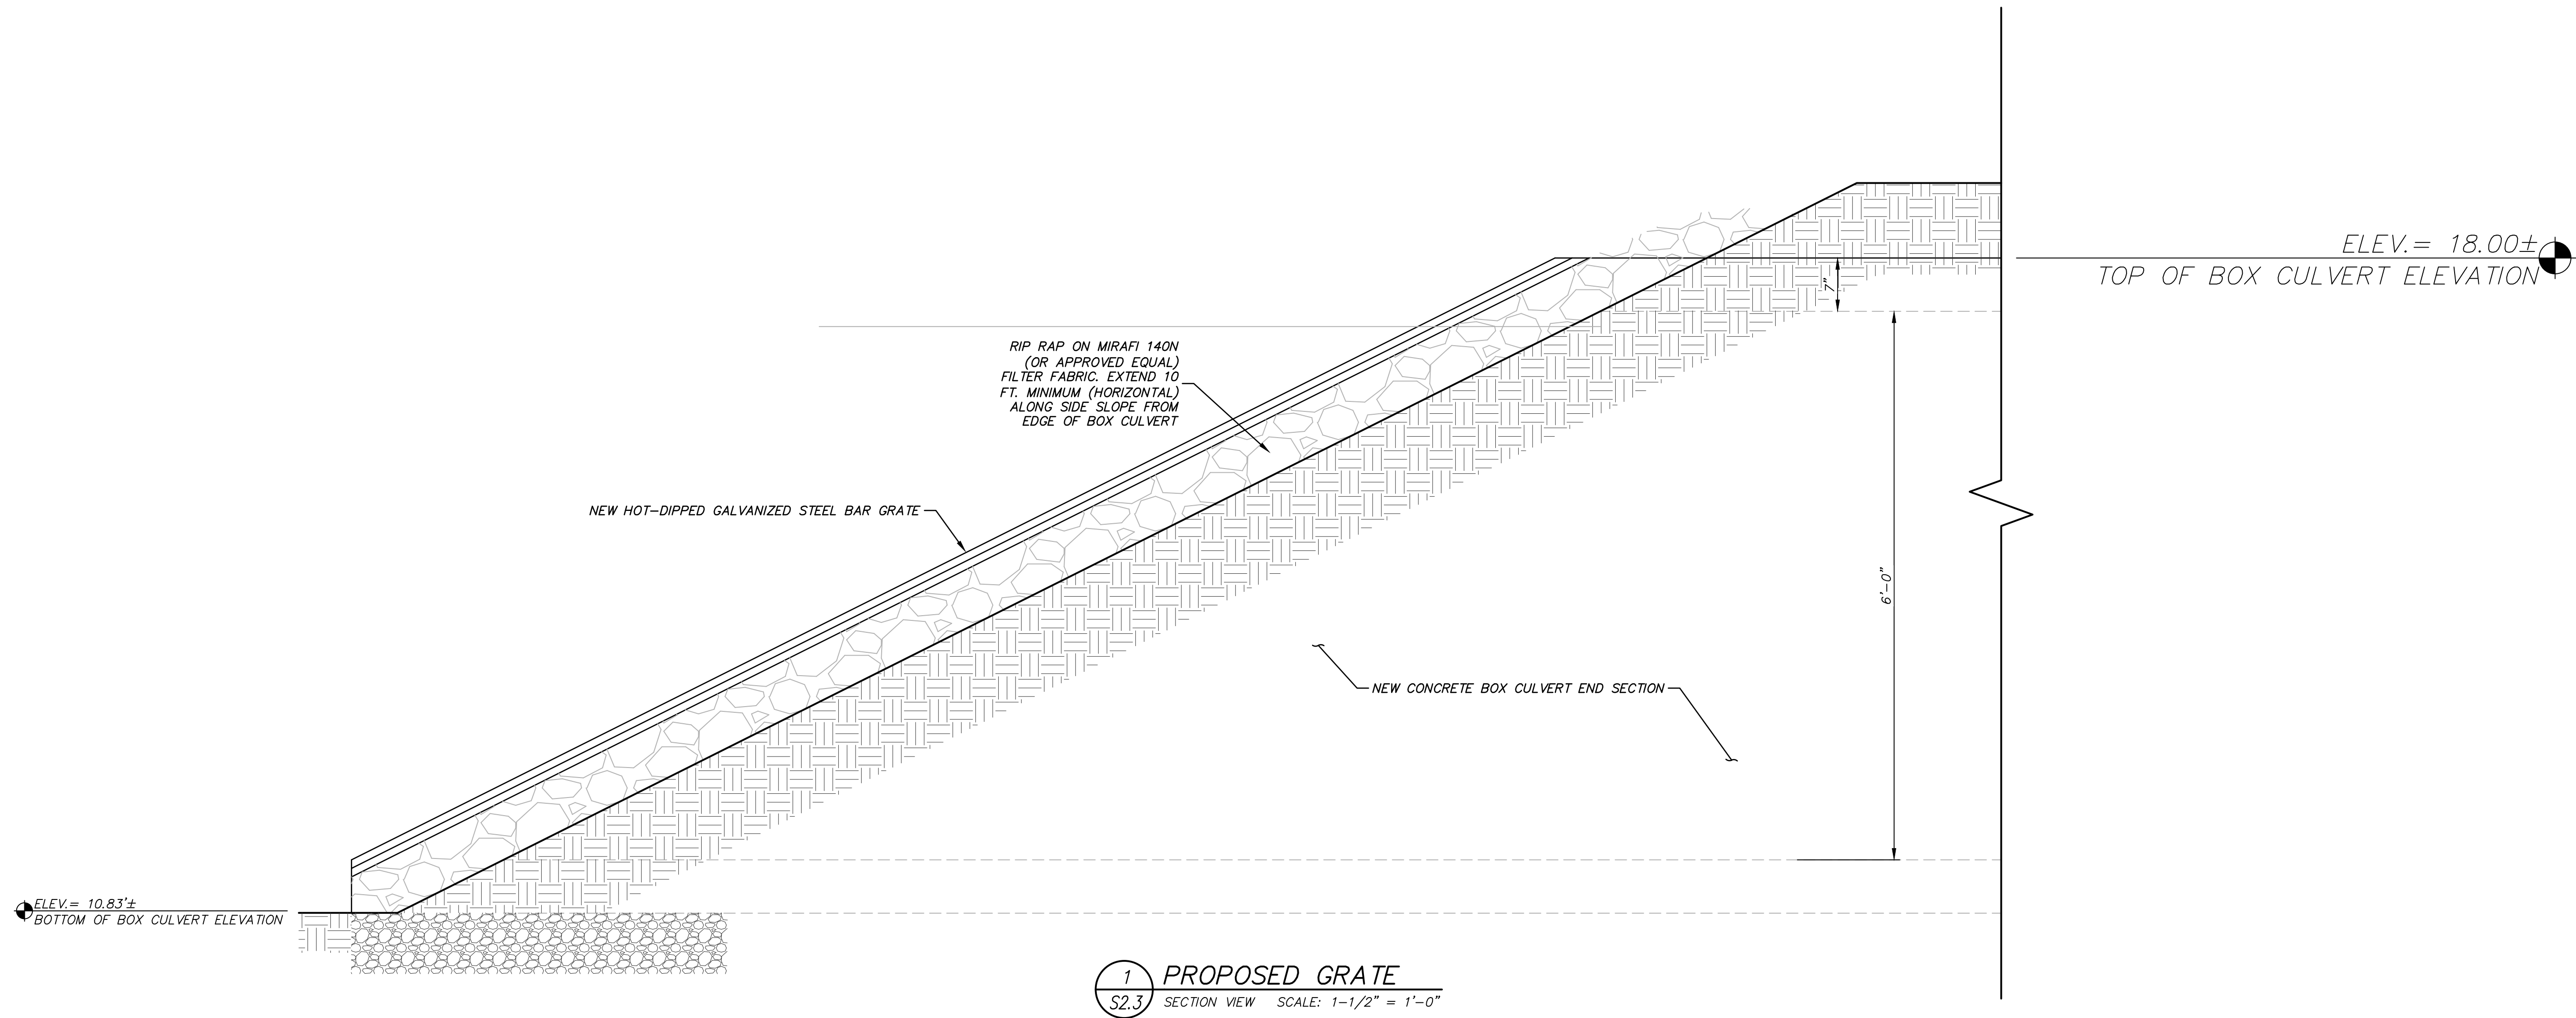 ELEV.= 18.00±
TOP OF BOX CULVERT ELEVATION
7"
RIP RAP ON MIRAFI 140N
(OR APPROVED EQUAL)
FILTER FABRIC. EXTEND 10
FT. MINIMUM (HORIZONTAL)
ALONG SIDE SLOPE FROM
EDGE OF BOX CULVERT
NEW HOT-DIPPED GALVANIZED STEEL BAR GRATE
6'-0"
NEW CONCRETE BOX CULVERT END SECTION
ELEV.= 10.83'±
BOTTOM OF BOX CULVERT ELEVATION
1
S2.3
PROPOSED GRATE
SECTION VIEW SCALE: 1-1/2" = 1'-0"